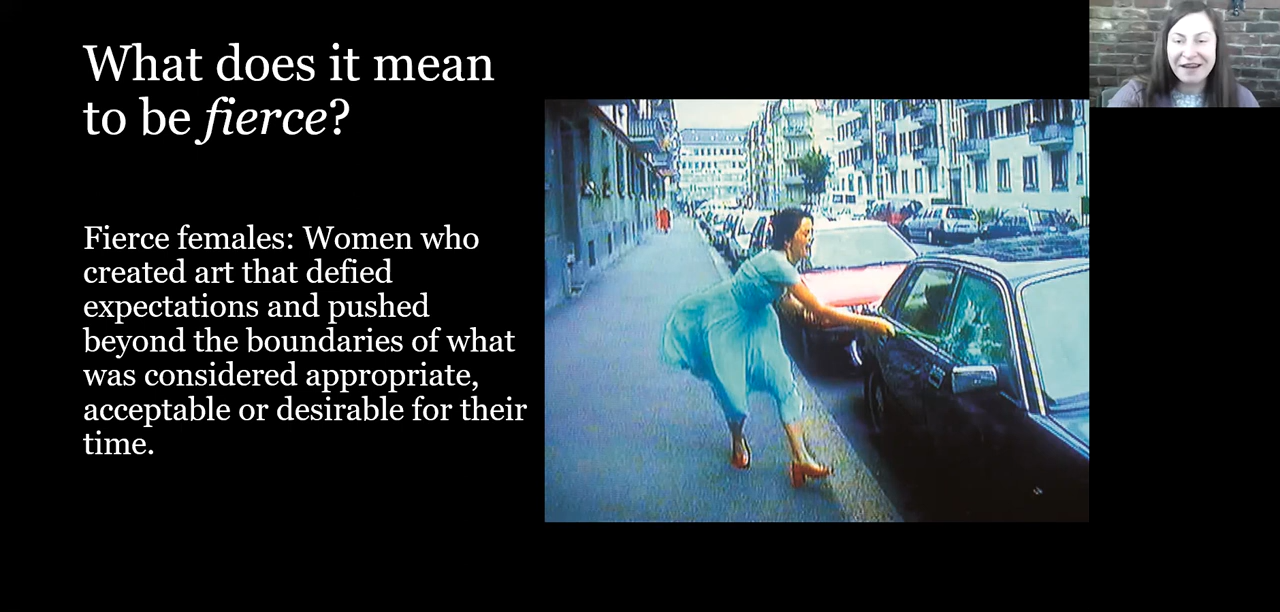 What does it mean
to be fierce?
Fierce females: Women who
created art that defied
expectations and pushed
beyond the boundaries of what
was considered appropriate,
acceptable or desirable for their
time.